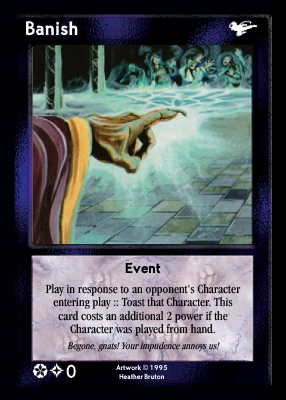 Banish
Event
Play in response to an opponent's Character
entering play :: Toast that Character. This
card costs an additional 2 power if the
Character was played from hand.
Begone, gnats! Your impudence annoys us!
0
Artwork © 1995
Heather Bruton